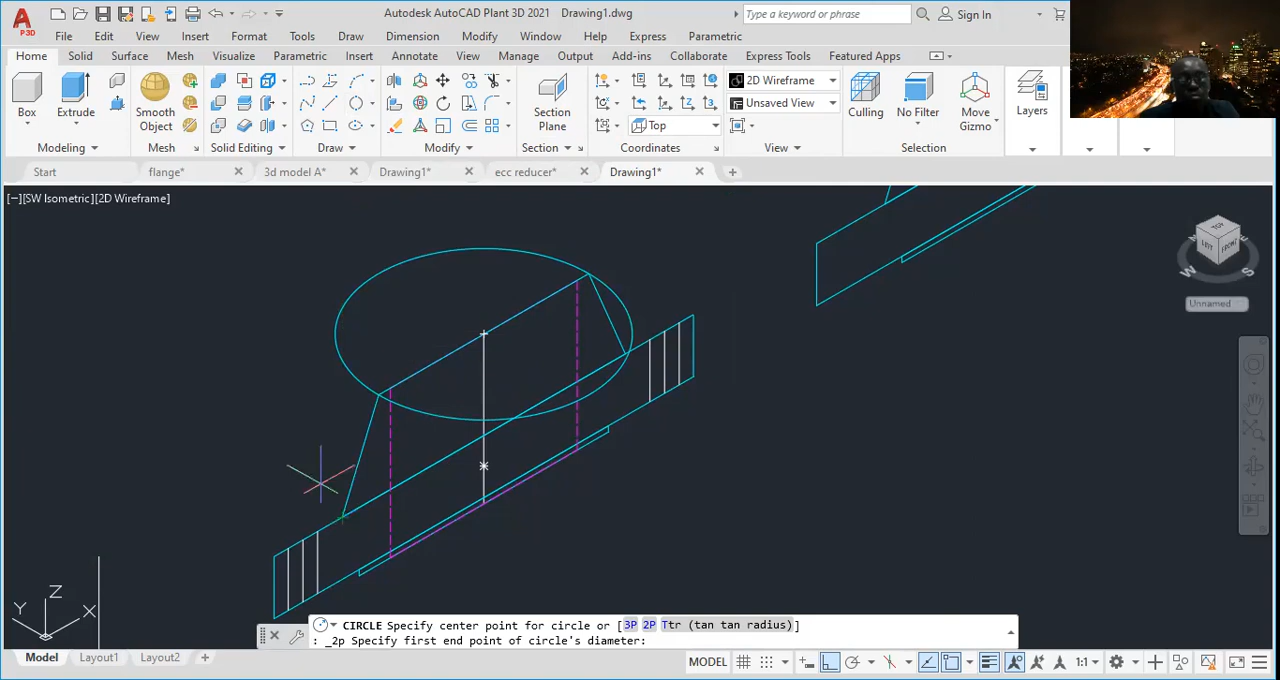 Autodesk AutoCAD Plant 3D 2021 Drawing1.dwg
Type a keyword or phrase
Sign In
P3D
File Edit View Insert Format Tools Draw Dimension Modify Window Help Express Parametric
Home Solid Surface Mesh Visualize Parametric Insert Annotate View Manage Output Add-ins Collaborate Express Tools Featured Apps
2D Wireframe
Unsaved View
Top
Box Extrude Smooth Object Section Plane Culling No Filter Move Gizmo Layers
Modeling Mesh Solid Editing Draw Modify Section Coordinates View Selection
Start flange* 3d model A* Drawing1* ecc reducer* Drawing1*
[−][SW Isometric][2D Wireframe]
TOP
LEFT FRONT
W S
Unnamed
Z
Y X
CIRCLE Specify center point for circle or [3P 2P Ttr (tan tan radius)]
: _2p Specify first end point of circle's diameter:
Model Layout1 Layout2 +
MODEL 1:1